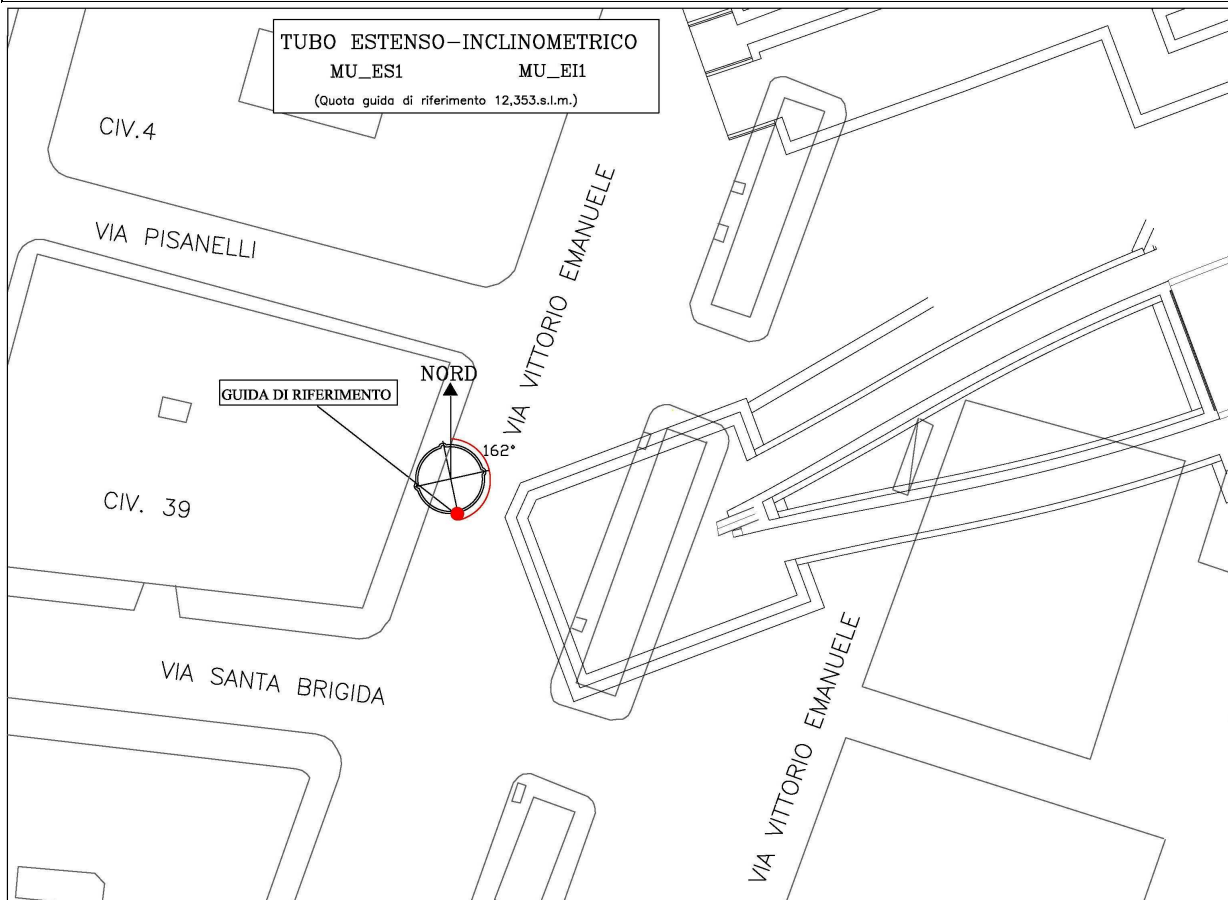 TUBO ESTENSO-INCLINOMETRICO
MU_ES1 MU_EI1
(Quota guida di riferimento 12,353.s.l.m.)
CIV.4
VIA PISANELLI
VIA VITTORIO EMANUELE
NORD
GUIDA DI RIFERIMENTO
162°
CIV. 39
VIA SANTA BRIGIDA
VIA VITTORIO EMANUELE